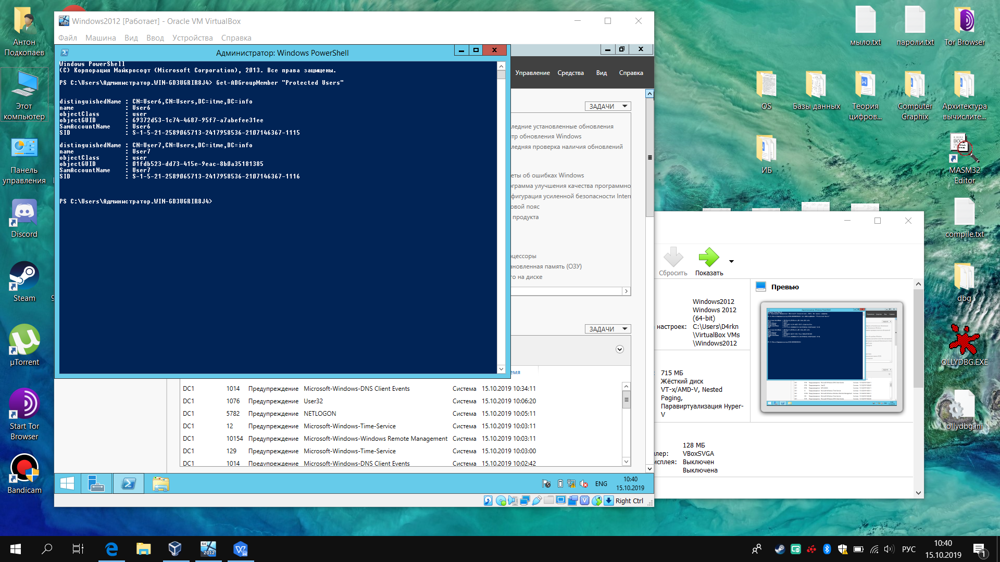 Антон
Подкопаев
Этот
компьютер
Панель
управления
Discord
Steam
µTorrent
Start Tor
Browser
Bandicam
Windows2012 [Работает] - Oracle VM VirtualBox
Файл Машина Вид Ввод Устройства Справка
Администратор: Windows PowerShell
Windows PowerShell
(C) Корпорация Майкрософт (Microsoft Corporation), 2013. Все права защищены.
PS C:\Users\Администратор.WIN-GD3UGRIR8J4> Get-ADGroupMember "Protected Users"
distinguishedName : CN=User6,CN=Users,DC=itme,DC=info
name : User6
objectClass : user
objectGUID : 69372d53-1c74-4687-95f7-a7abefee31ee
SamAccountName : User6
SID : S-1-5-21-2589065713-2417958536-2107146367-1115
distinguishedName : CN=User7,CN=Users,DC=itme,DC=info
name : User7
objectClass : user
objectGUID : 01fdb523-dd73-415e-9eac-8b0a35181385
SamAccountName : User7
SID : S-1-5-21-2589065713-2417958536-2107146367-1116
PS C:\Users\Администратор.WIN-GD3UGRIR8J4>
Управление Средства Вид Справка
ЗАДАЧИ
ледние установленные обновления
тр обновления Windows
ледняя проверка наличия обновлений
еты об ошибках Windows
ограмма улучшения качества программно
фигурация усиленной безопасности Inter
овой пояс
продукта
оцессоры
ановленная память (ОЗУ)
го на диске
ЗАДАЧИ
емя
DC1 1014 Предупреждение Microsoft-Windows-DNS Client Events Система 15.10.2019 10:34:11
DC1 1076 Предупреждение User32 Система 15.10.2019 10:06:20
DC1 5782 Предупреждение NETLOGON Система 15.10.2019 10:05:11
DC1 12 Предупреждение Microsoft-Windows-Time-Service Система 15.10.2019 10:03:11
DC1 10154 Предупреждение Microsoft-Windows-Windows Remote Management Система 15.10.2019 10:03:11
DC1 129 Предупреждение Microsoft-Windows-Time-Service Система 15.10.2019 10:03:00
DC1 1014 Предупреждение Microsoft-Windows-DNS Client Events Система 15.10.2019 10:02:42
ENG
10:40
15.10.2019
Right Ctrl
Сбросить Показать
Превью
Windows2012
Windows 2012
(64-bit)
настроек: C:\Users\D4rkn
\VirtualBox VMs
\Windows2012
715 МБ
Жёсткий диск
VT-x/AMD-V, Nested
Paging,
Паравиртуализация Hyper-
V
128 МБ
лер: VBoxSVGA
исплея: Выключен
Выключена
мыло.txt
пароли.txt
Tor Browser
OS
Базы данных
Теория
цифров...
Computer
Graphix
Архитектура
вычислите...
ИБ
MASM32
Editor
compile.txt
dbg
OLLYDBG.EXE
ollydbg.ini
РУС
10:40
15.10.2019
1